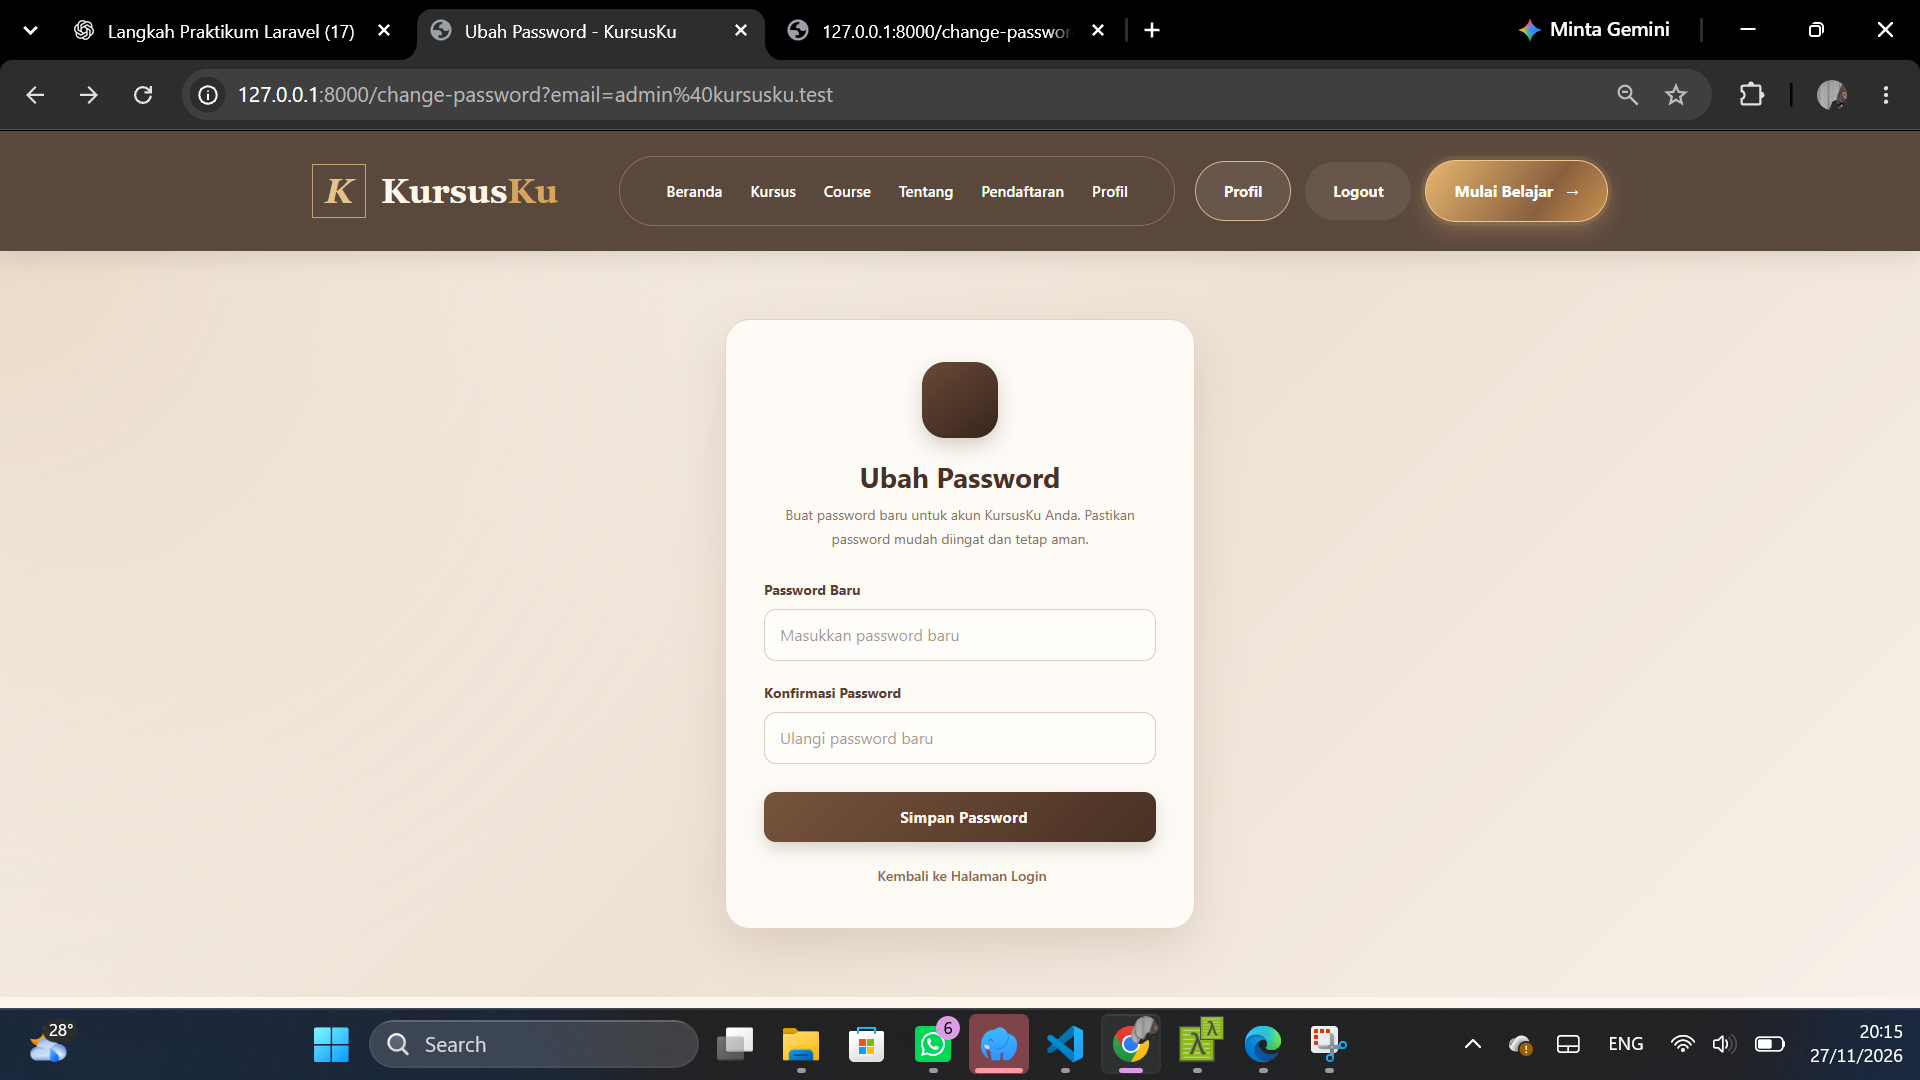 Langkah Praktikum Laravel (17)
Ubah Password - KursusKu
127.0.0.1:8000/change-passwor
Minta Gemini
127.0.0.1:8000/change-password?email=admin%40kursusku.test
K KursusKu
Beranda Kursus Course Tentang Pendaftaran Profil
Profil
Logout
Mulai Belajar →
Ubah Password
Buat password baru untuk akun KursusKu Anda. Pastikan
password mudah diingat dan tetap aman.
Password Baru
Masukkan password baru
Konfirmasi Password
Ulangi password baru
Simpan Password
Kembali ke Halaman Login
28°
Search
6
ENG
20:15
27/11/2026